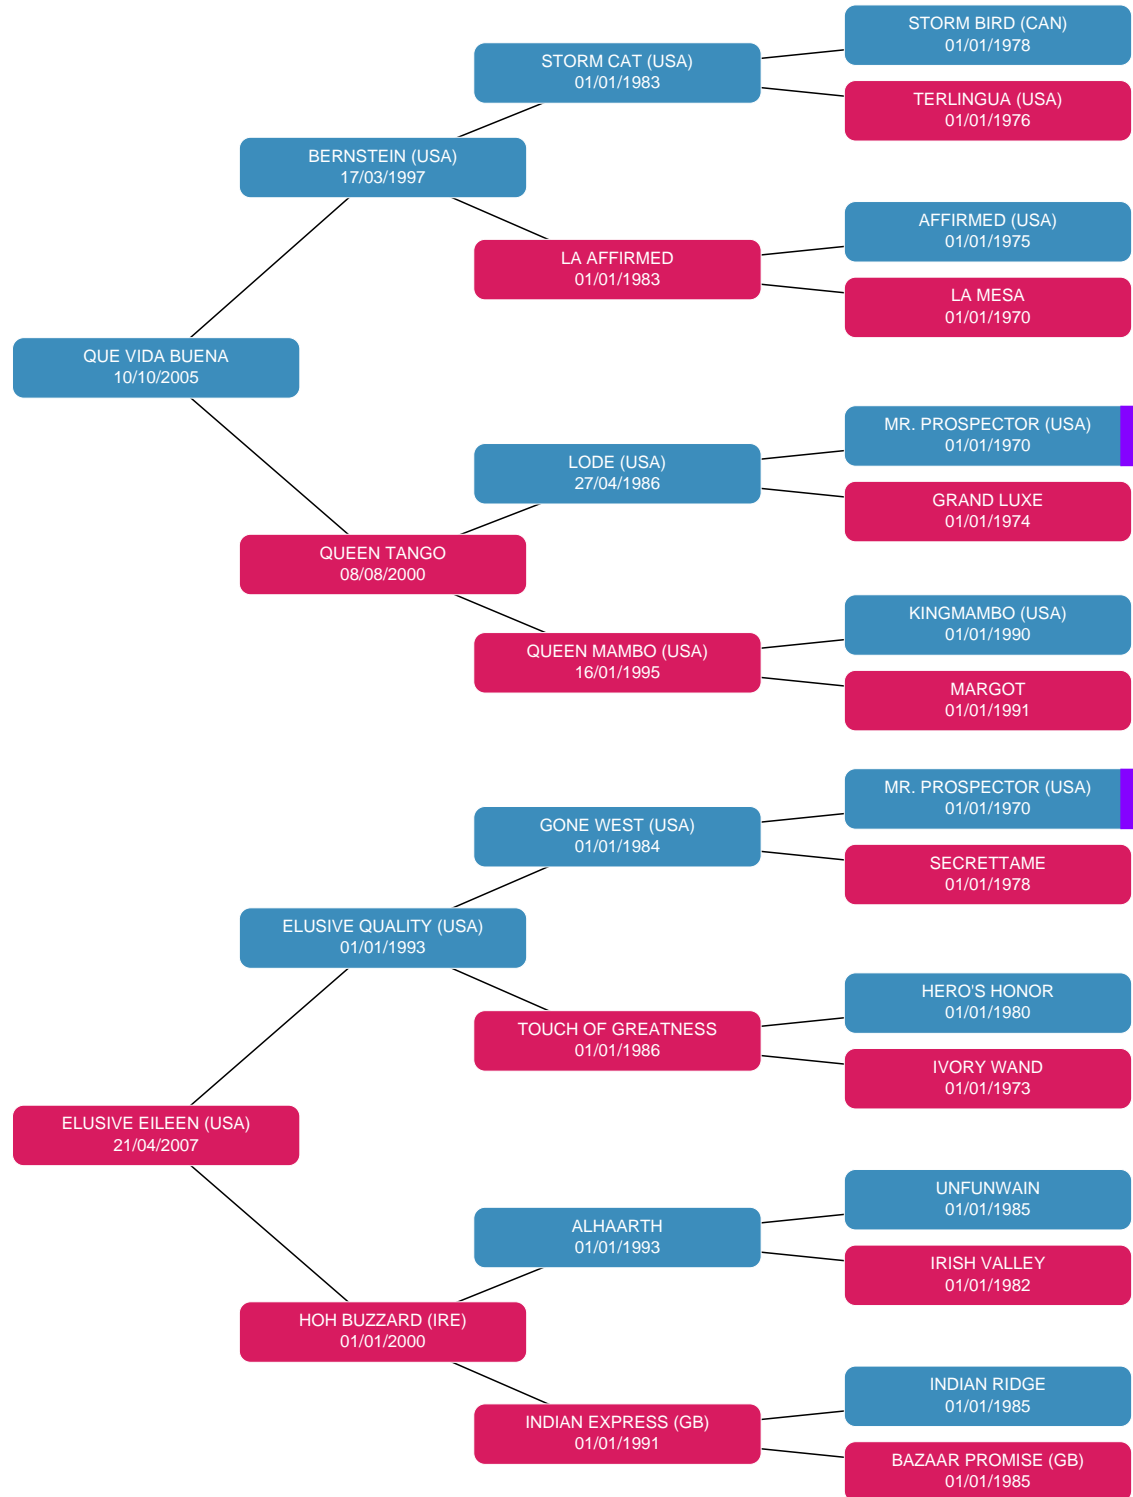 STORM BIRD (CAN)
01/01/1978
STORM CAT (USA)
01/01/1983
TERLINGUA (USA)
01/01/1976
BERNSTEIN (USA)
17/03/1997
AFFIRMED (USA)
01/01/1975
LA AFFIRMED
01/01/1983
LA MESA
01/01/1970
QUE VIDA BUENA
10/10/2005
MR. PROSPECTOR (USA)
01/01/1970
LODE (USA)
27/04/1986
GRAND LUXE
01/01/1974
QUEEN TANGO
08/08/2000
KINGMAMBO (USA)
01/01/1990
QUEEN MAMBO (USA)
16/01/1995
MARGOT
01/01/1991
MR. PROSPECTOR (USA)
01/01/1970
GONE WEST (USA)
01/01/1984
SECRETTAME
01/01/1978
ELUSIVE QUALITY (USA)
01/01/1993
HERO'S HONOR
01/01/1980
TOUCH OF GREATNESS
01/01/1986
IVORY WAND
01/01/1973
ELUSIVE EILEEN (USA)
21/04/2007
UNFUNWAIN
01/01/1985
ALHAARTH
01/01/1993
IRISH VALLEY
01/01/1982
HOH BUZZARD (IRE)
01/01/2000
INDIAN RIDGE
01/01/1985
INDIAN EXPRESS (GB)
01/01/1991
BAZAAR PROMISE (GB)
01/01/1985